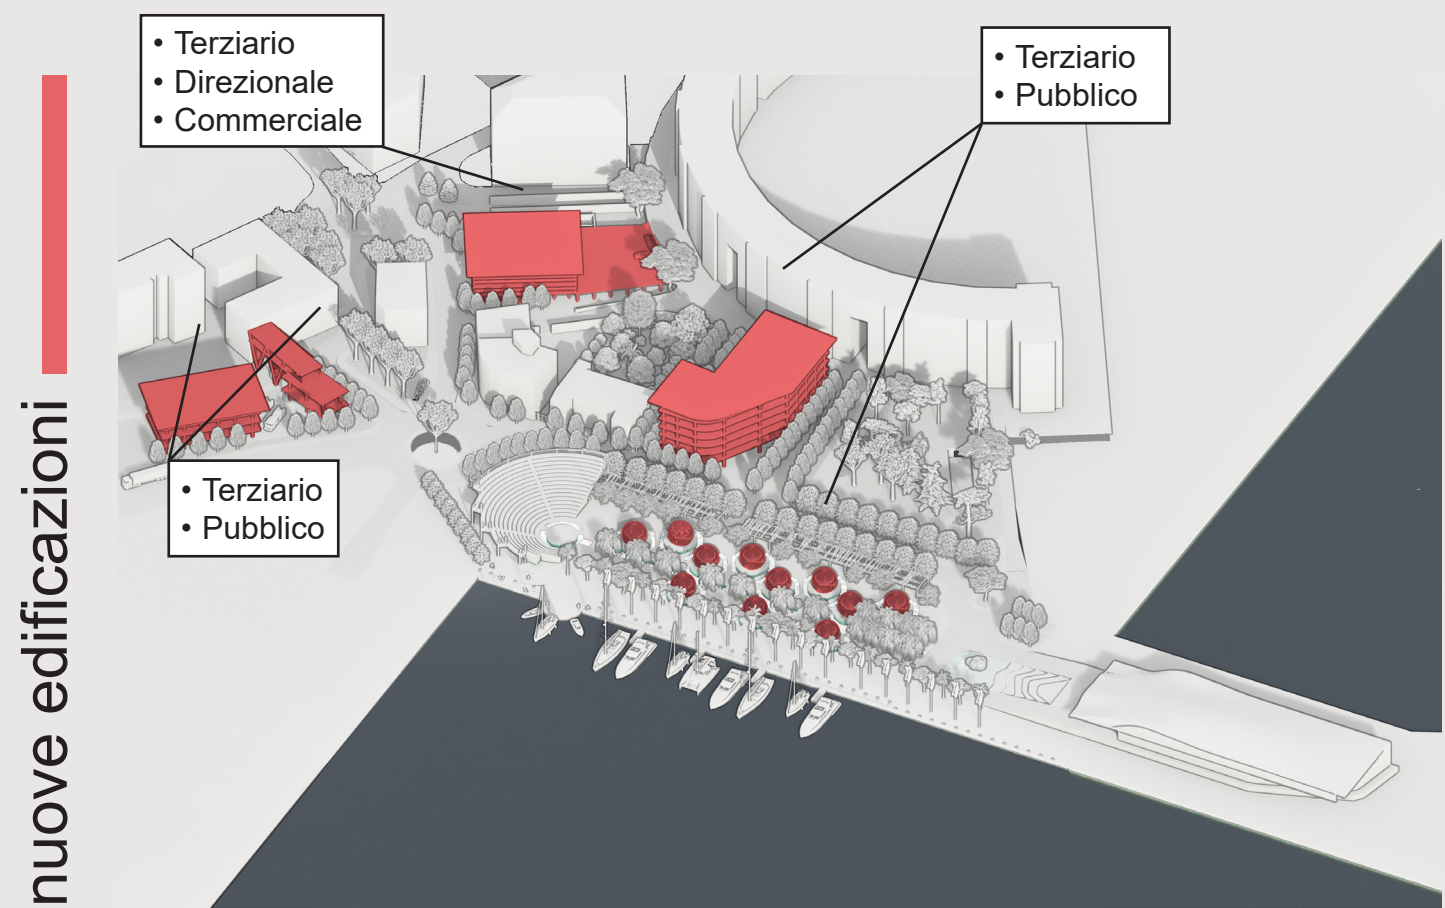 • Terziario
• Direzionale
• Commerciale
• Terziario
• Pubblico
• Terziario
• Pubblico
nuove edificazioni